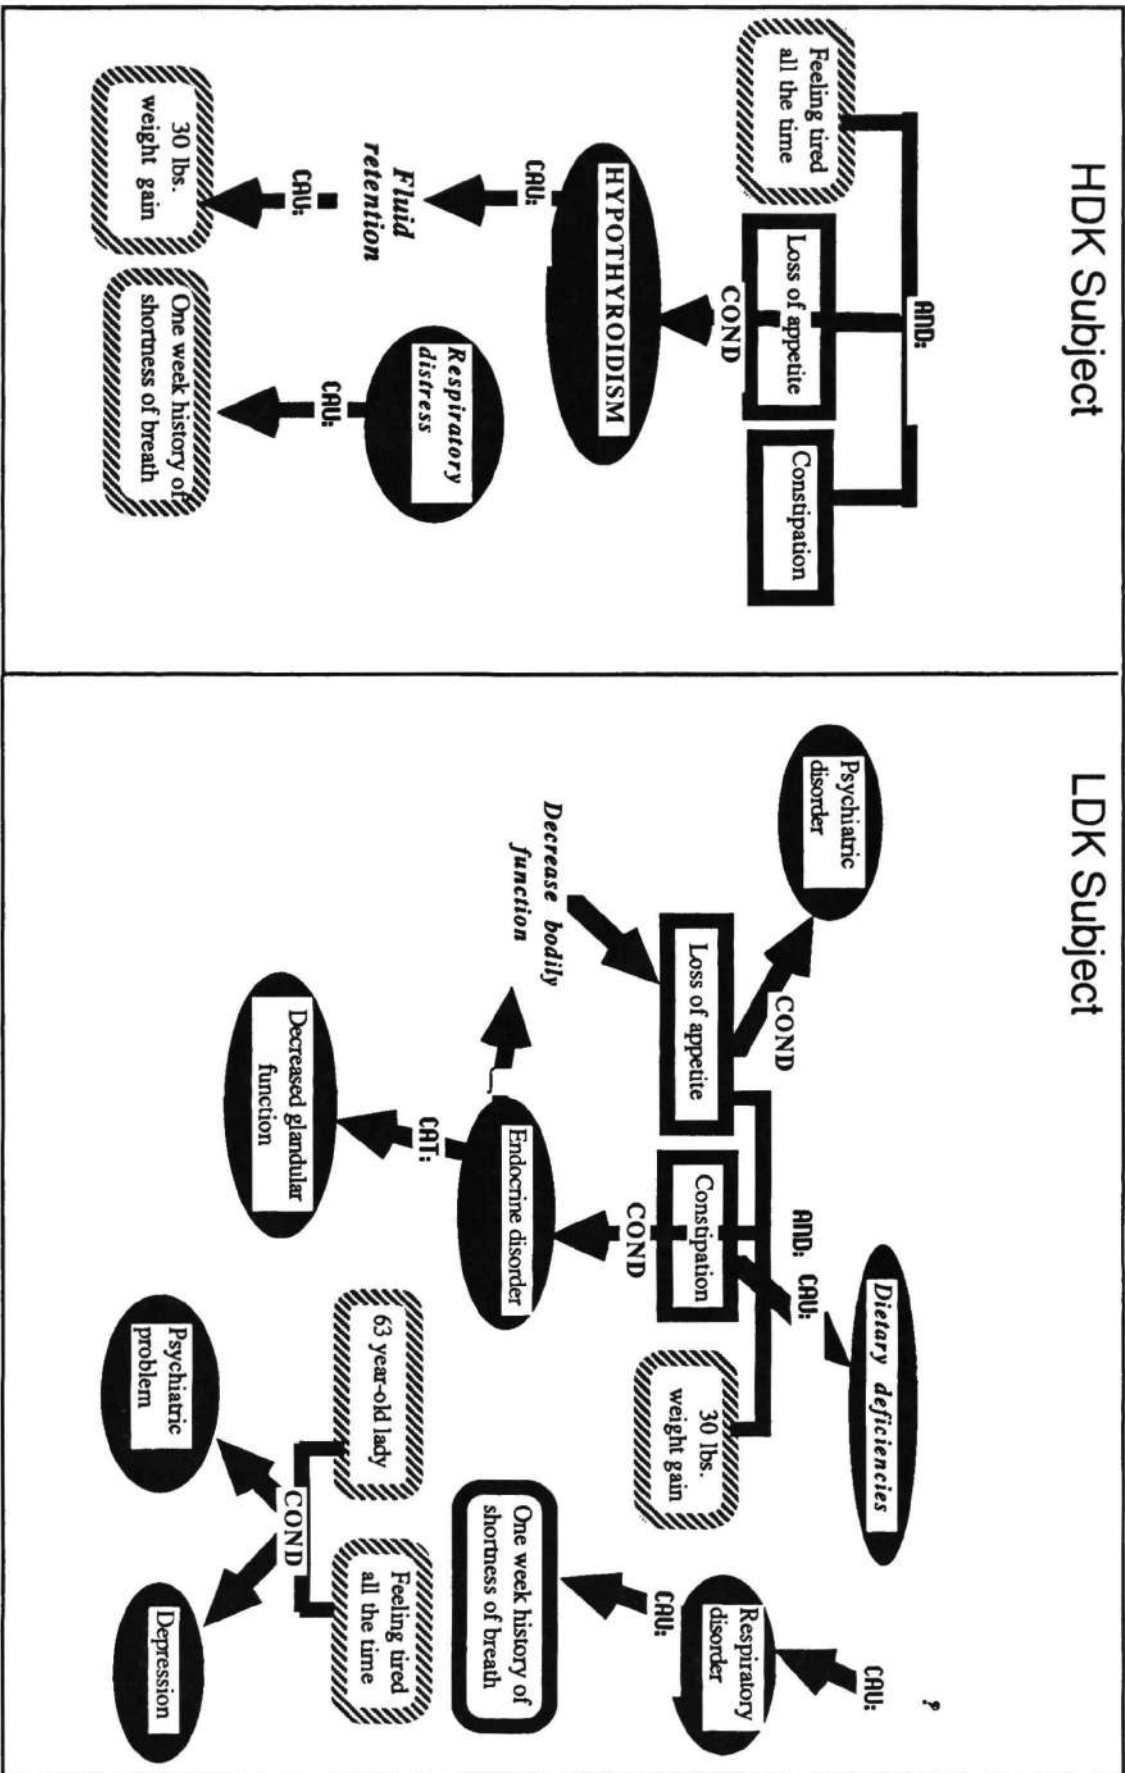 HDK Subject
AND:
Feeling tired
all the time
Loss of appetite
Constipation
COND
HYPOTHYROIDISM
CAU:
Fluid
retention
CAU:
30 lbs.
weight gain
Respiratory
distress
CAU:
One week history of
shortness of breath
LDK Subject
Psychiatric
disorder
COND
Dietary deficiencies
AND:
CAU:
?
CAU:
Loss of appetite
Constipation
30 lbs.
weight gain
Respiratory
disorder
COND
CAU:
Decrease bodily
function
Endocrine disorder
One week history of
shortness of breath
CAT:
Decreased glandular
function
63 year-old lady
Feeling tired
all the time
COND
Psychiatric
problem
Depression